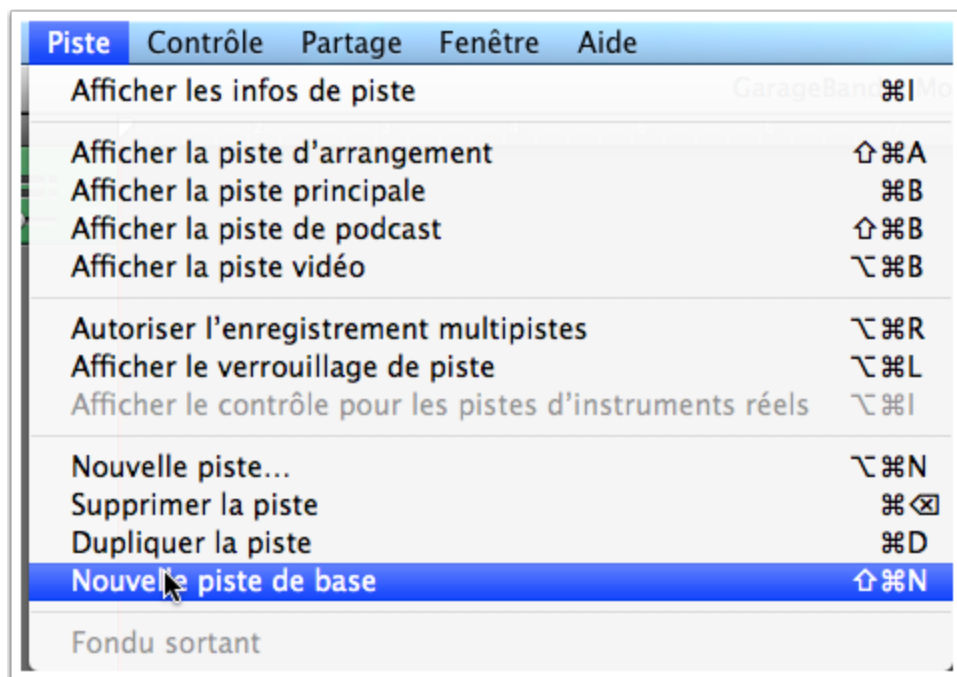 Piste Contrôle Partage Fenêtre Aide
GarageBand
Afficher les infos de piste ⌘I
Afficher la piste d’arrangement ⇧⌘A
Afficher la piste principale ⌘B
Afficher la piste de podcast ⇧⌘B
Afficher la piste vidéo ⌥⌘B
Autoriser l’enregistrement multipistes ⌥⌘R
Afficher le verrouillage de piste ⌥⌘L
Afficher le contrôle pour les pistes d’instruments réels ⌥⌘I
Nouvelle piste... ⌥⌘N
Supprimer la piste ⌘⌫
Dupliquer la piste ⌘D
Nouvelle piste de base ⇧⌘N
Fondu sortant